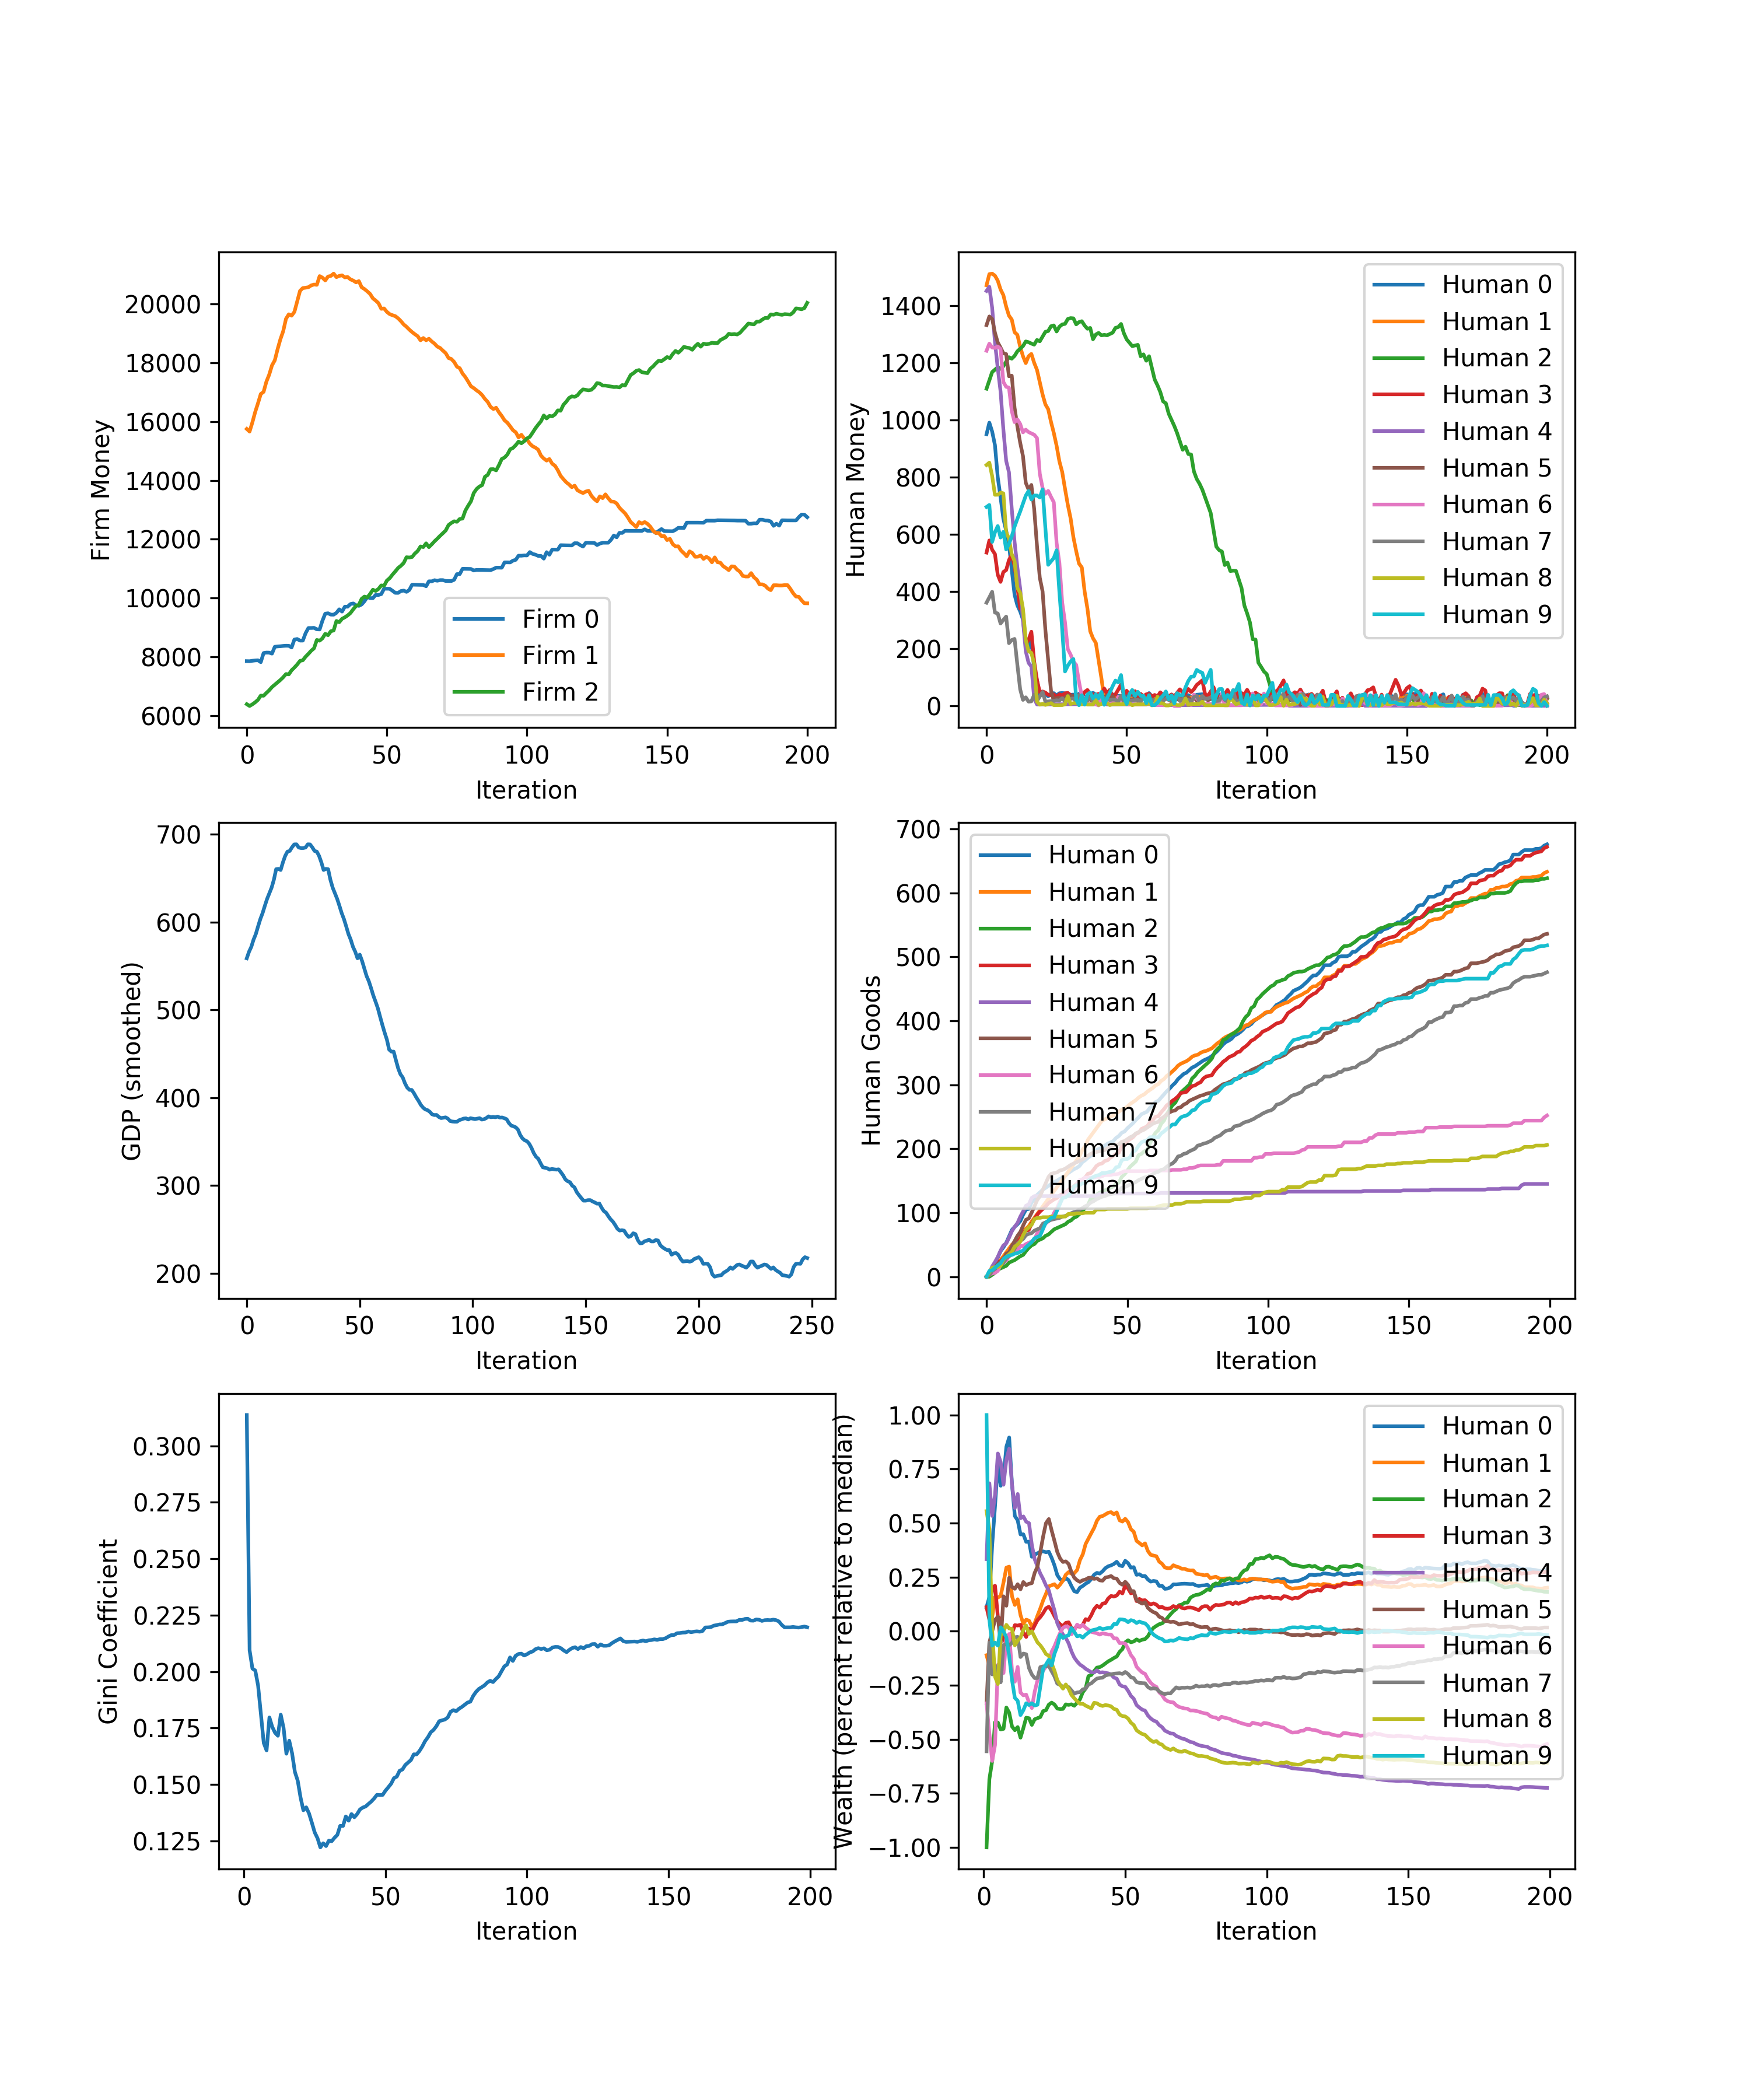 20000
18000
16000
14000
12000
10000
8000
6000
Firm Money
Firm 0
Firm 1
Firm 2
0
50
100
150
200
Iteration
1400
1200
1000
800
600
400
200
0
Human Money
Human 0
Human 1
Human 2
Human 3
Human 4
Human 5
Human 6
Human 7
Human 8
Human 9
0
50
100
150
200
Iteration
700
600
500
400
300
200
GDP (smoothed)
0
50
100
150
200
250
Iteration
700
600
500
400
300
200
100
0
Human Goods
Human 0
Human 1
Human 2
Human 3
Human 4
Human 5
Human 6
Human 7
Human 8
Human 9
0
50
100
150
200
Iteration
0.300
0.275
0.250
0.225
0.200
0.175
0.150
0.125
Gini Coefficient
0
50
100
150
200
Iteration
1.00
0.75
0.50
0.25
0.00
−0.25
−0.50
−0.75
−1.00
Wealth (percent relative to median)
Human 0
Human 1
Human 2
Human 3
Human 4
Human 5
Human 6
Human 7
Human 8
Human 9
0
50
100
150
200
Iteration